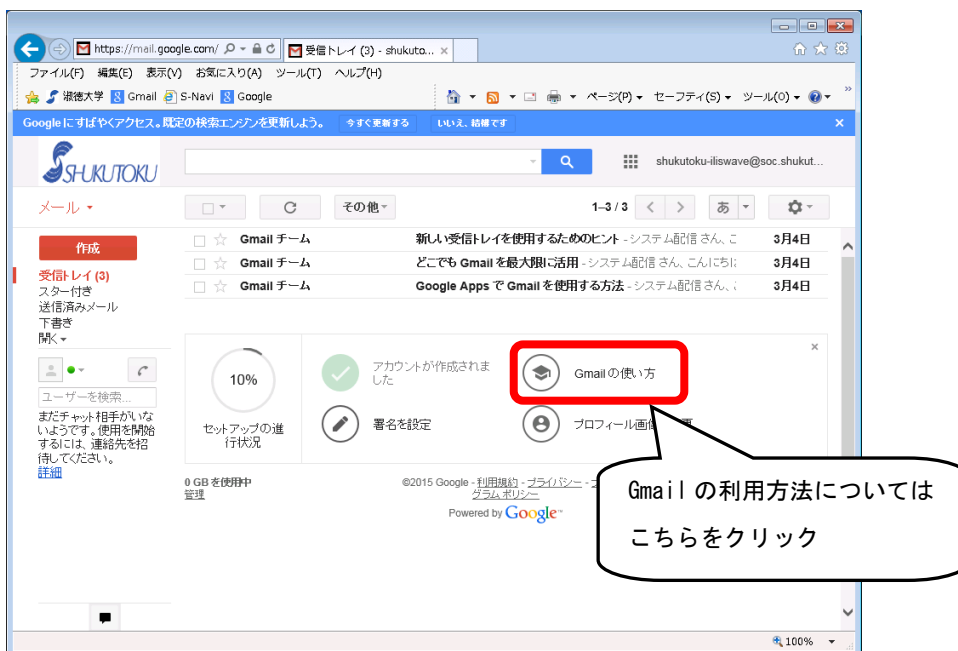 https://mail.google.com/ 受信トレイ (3) - shukuto...
ファイル(F) 編集(E) 表示(V) お気に入り(A) ツール(T) ヘルプ(H)
淑徳大学 Gmail S-Navi Google ページ(P) セーフティ(S) ツール(O)
Google にすばやくアクセス。既定の検索エンジンを更新しよう。 今すぐ更新する いいえ、結構です
SHUKUTOKU
shukutoku-iliswave@soc.shukut...
メール その他 1–3 / 3 あ
作成
Gmail チーム 新しい受信トレイを使用するためのヒント - システム配信 さん、こ 3月4日
Gmail チーム どこでも Gmail を最大限に活用 - システム配信 さん、こんにちに 3月4日
Gmail チーム Google Apps で Gmail を使用する方法 - システム配信 さん、 3月4日
受信トレイ (3)
スター付き
送信済みメール
下書き
開く
ユーザーを検索...
まだチャット相手がいな
いようです。使用を開始
するには、連絡先を招
待してください。
詳細
10%
セットアップの進
行状況
アカウントが作成されま
した
Gmail の使い方
署名を設定
プロフィール画像
0 GB を使用中
管理
©2015 Google - 利用規約 - プライバシー -
グラム ポリシー
Powered by Google™
Gmail の利用方法については
こちらをクリック
100%